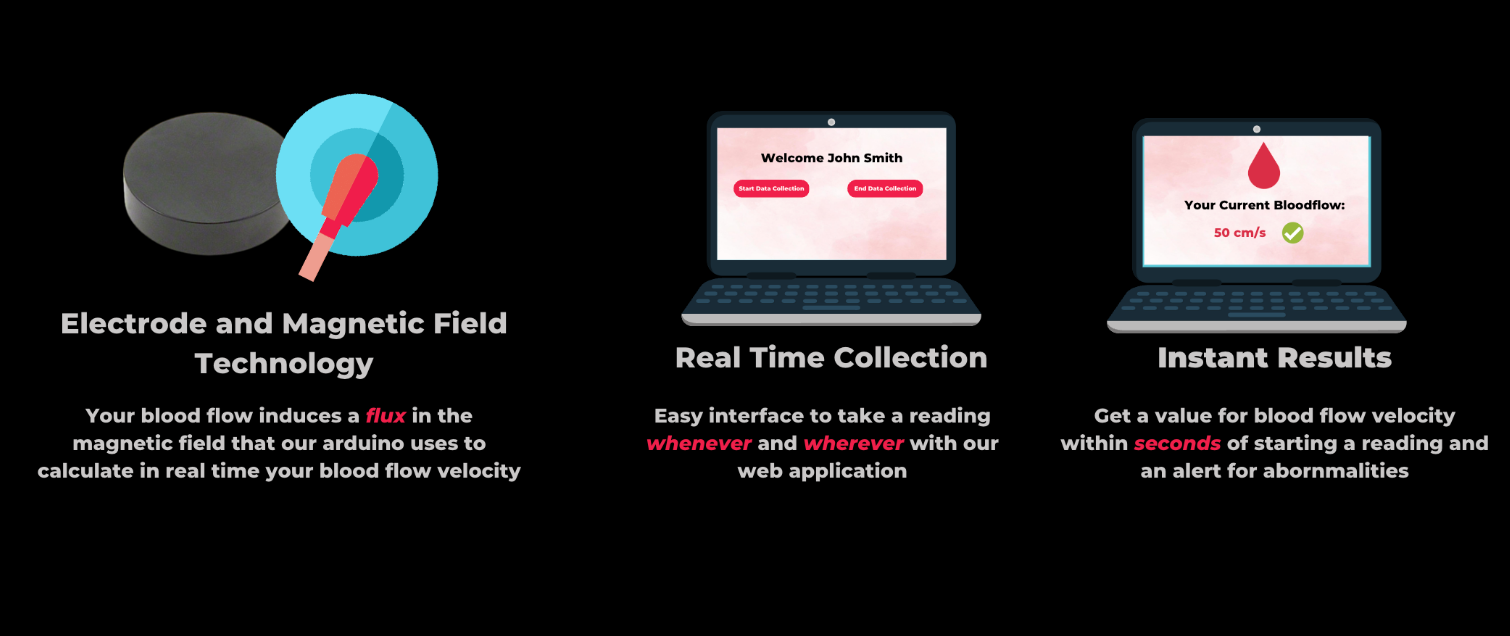 Electrode and Magnetic Field
Technology
Your blood flow induces a flux in the
magnetic field that our arduino uses to
calculate in real time your blood flow velocity
Welcome John Smith
Start Data Collection
End Data Collection
Real Time Collection
Easy interface to take a reading
whenever and wherever with our
web application
Your Current Bloodflow:
50 cm/s
Instant Results
Get a value for blood flow velocity
within seconds of starting a reading and
an alert for abornmalities